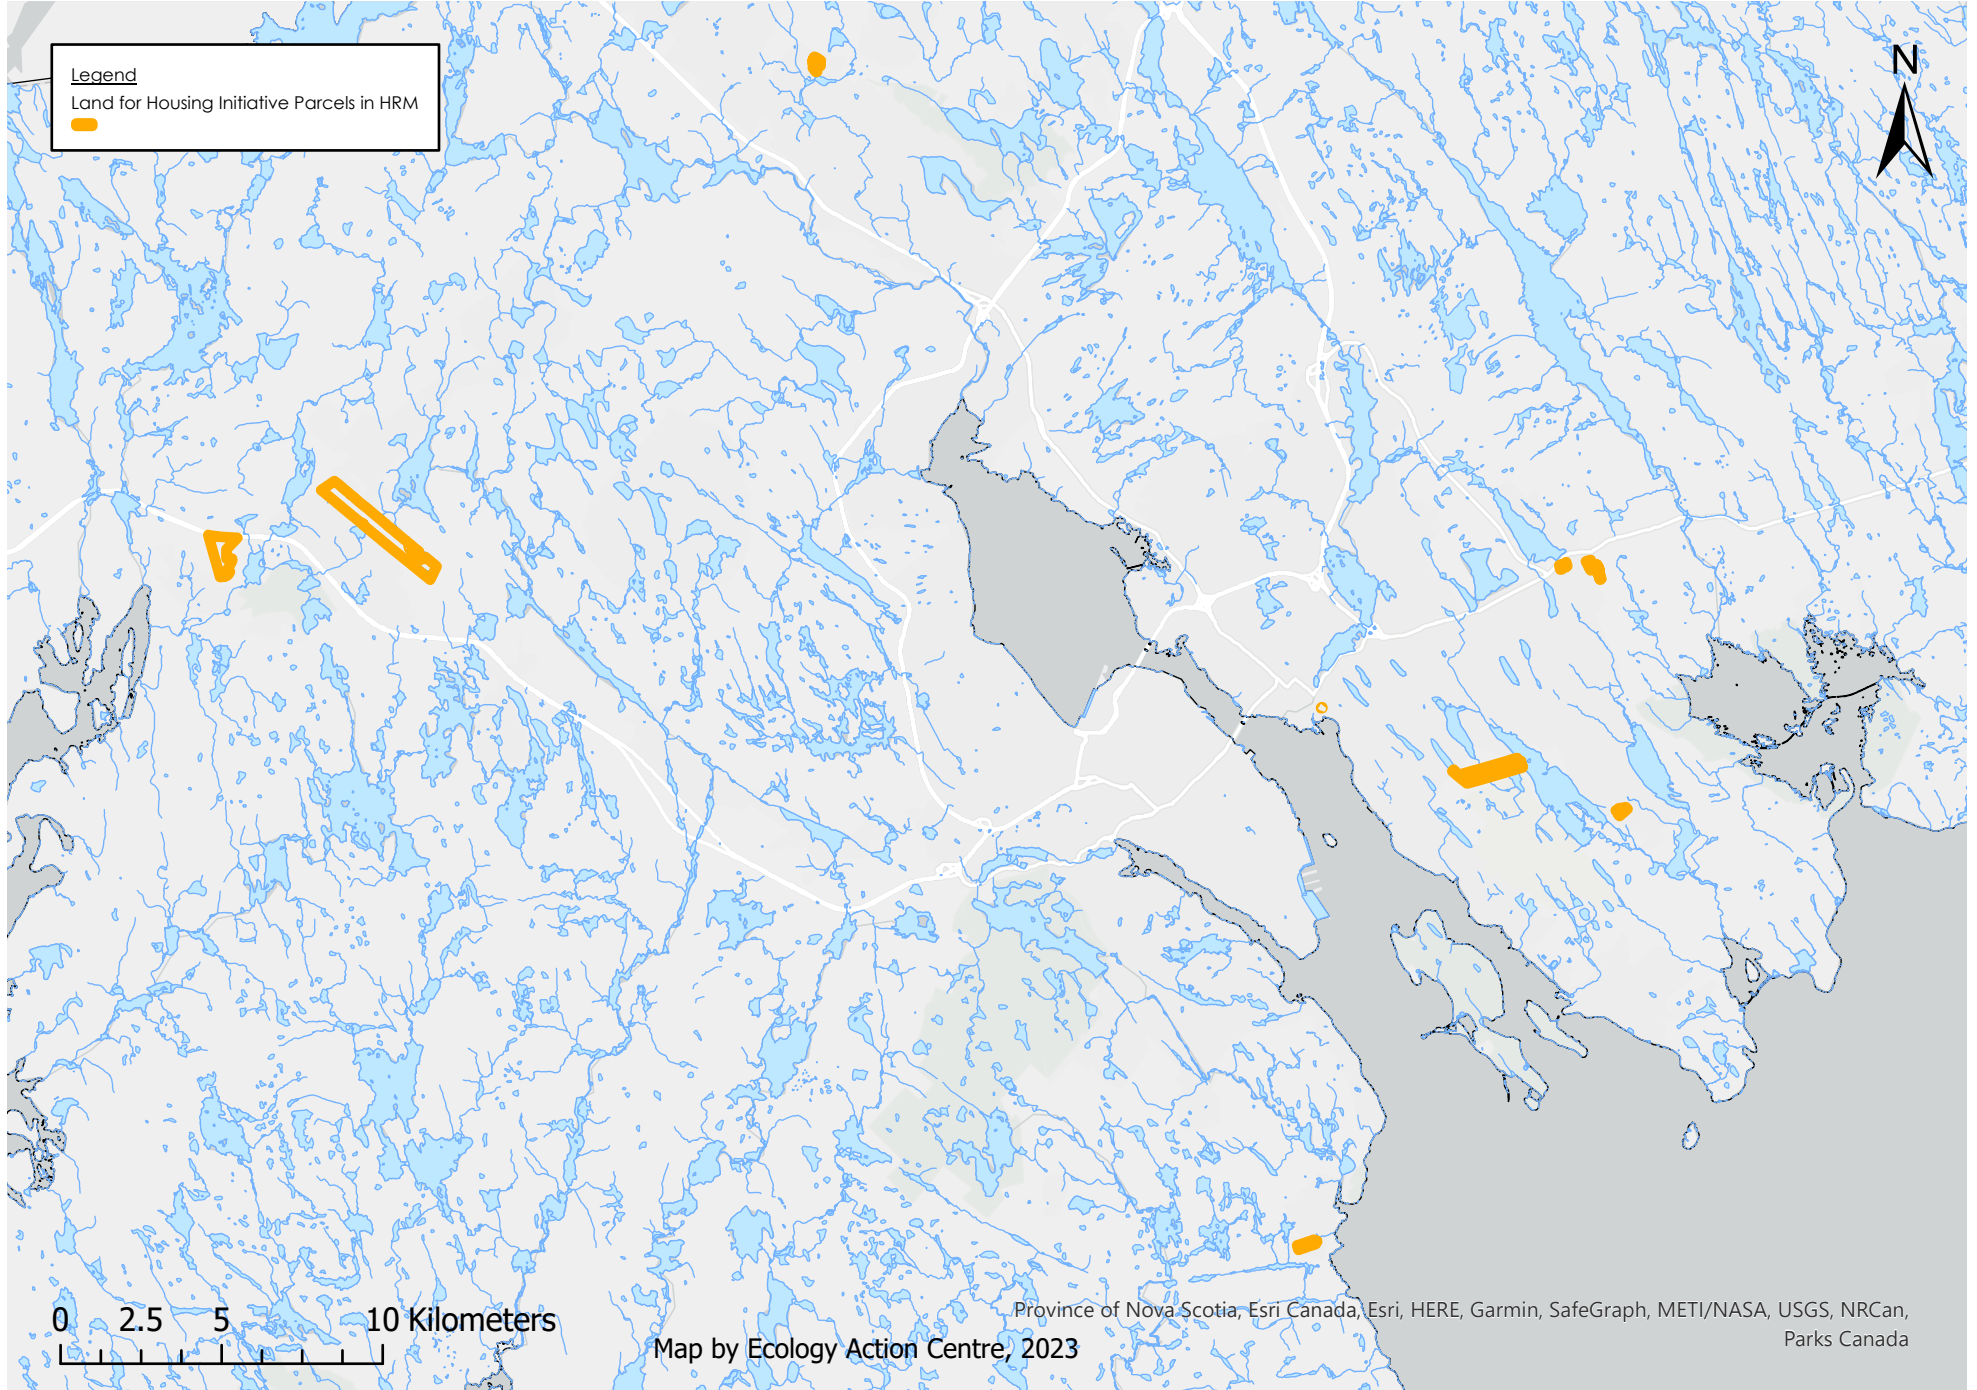 Legend
Land for Housing Initiative Parcels in HRM
N
0 2.5 5 10 Kilometers
Map by Ecology Action Centre, 2023
Province of Nova Scotia, Esri Canada, Esri, HERE, Garmin, SafeGraph, METI/NASA, USGS, NRCan,
Parks Canada